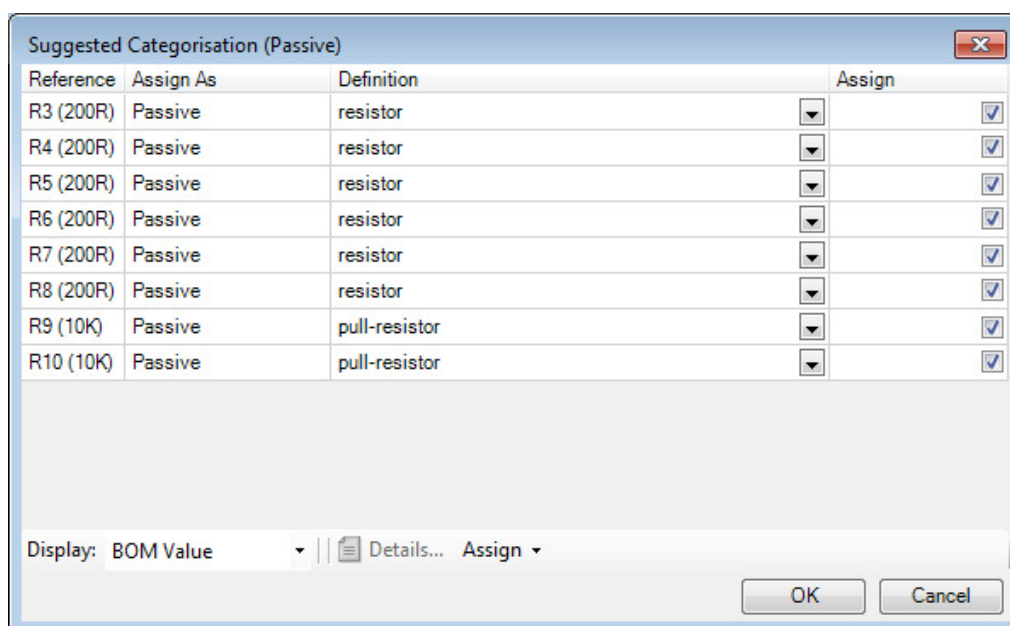 Suggested Categorisation (Passive)
Reference Assign As Definition Assign
R3 (200R) Passive resistor
R4 (200R) Passive resistor
R5 (200R) Passive resistor
R6 (200R) Passive resistor
R7 (200R) Passive resistor
R8 (200R) Passive resistor
R9 (10K) Passive pull-resistor
R10 (10K) Passive pull-resistor
Display: BOM Value Details... Assign
OK Cancel